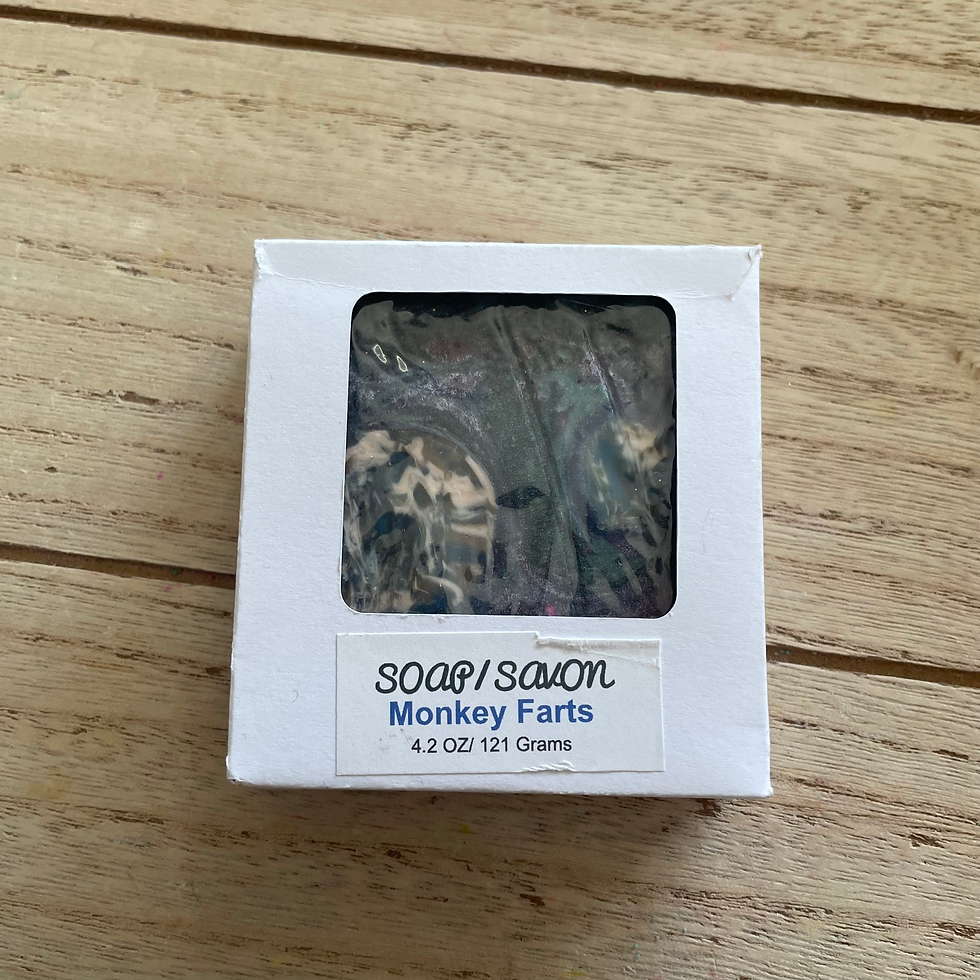 SOAP/SAVON
Monkey Farts
4.2 OZ/ 121 Grams